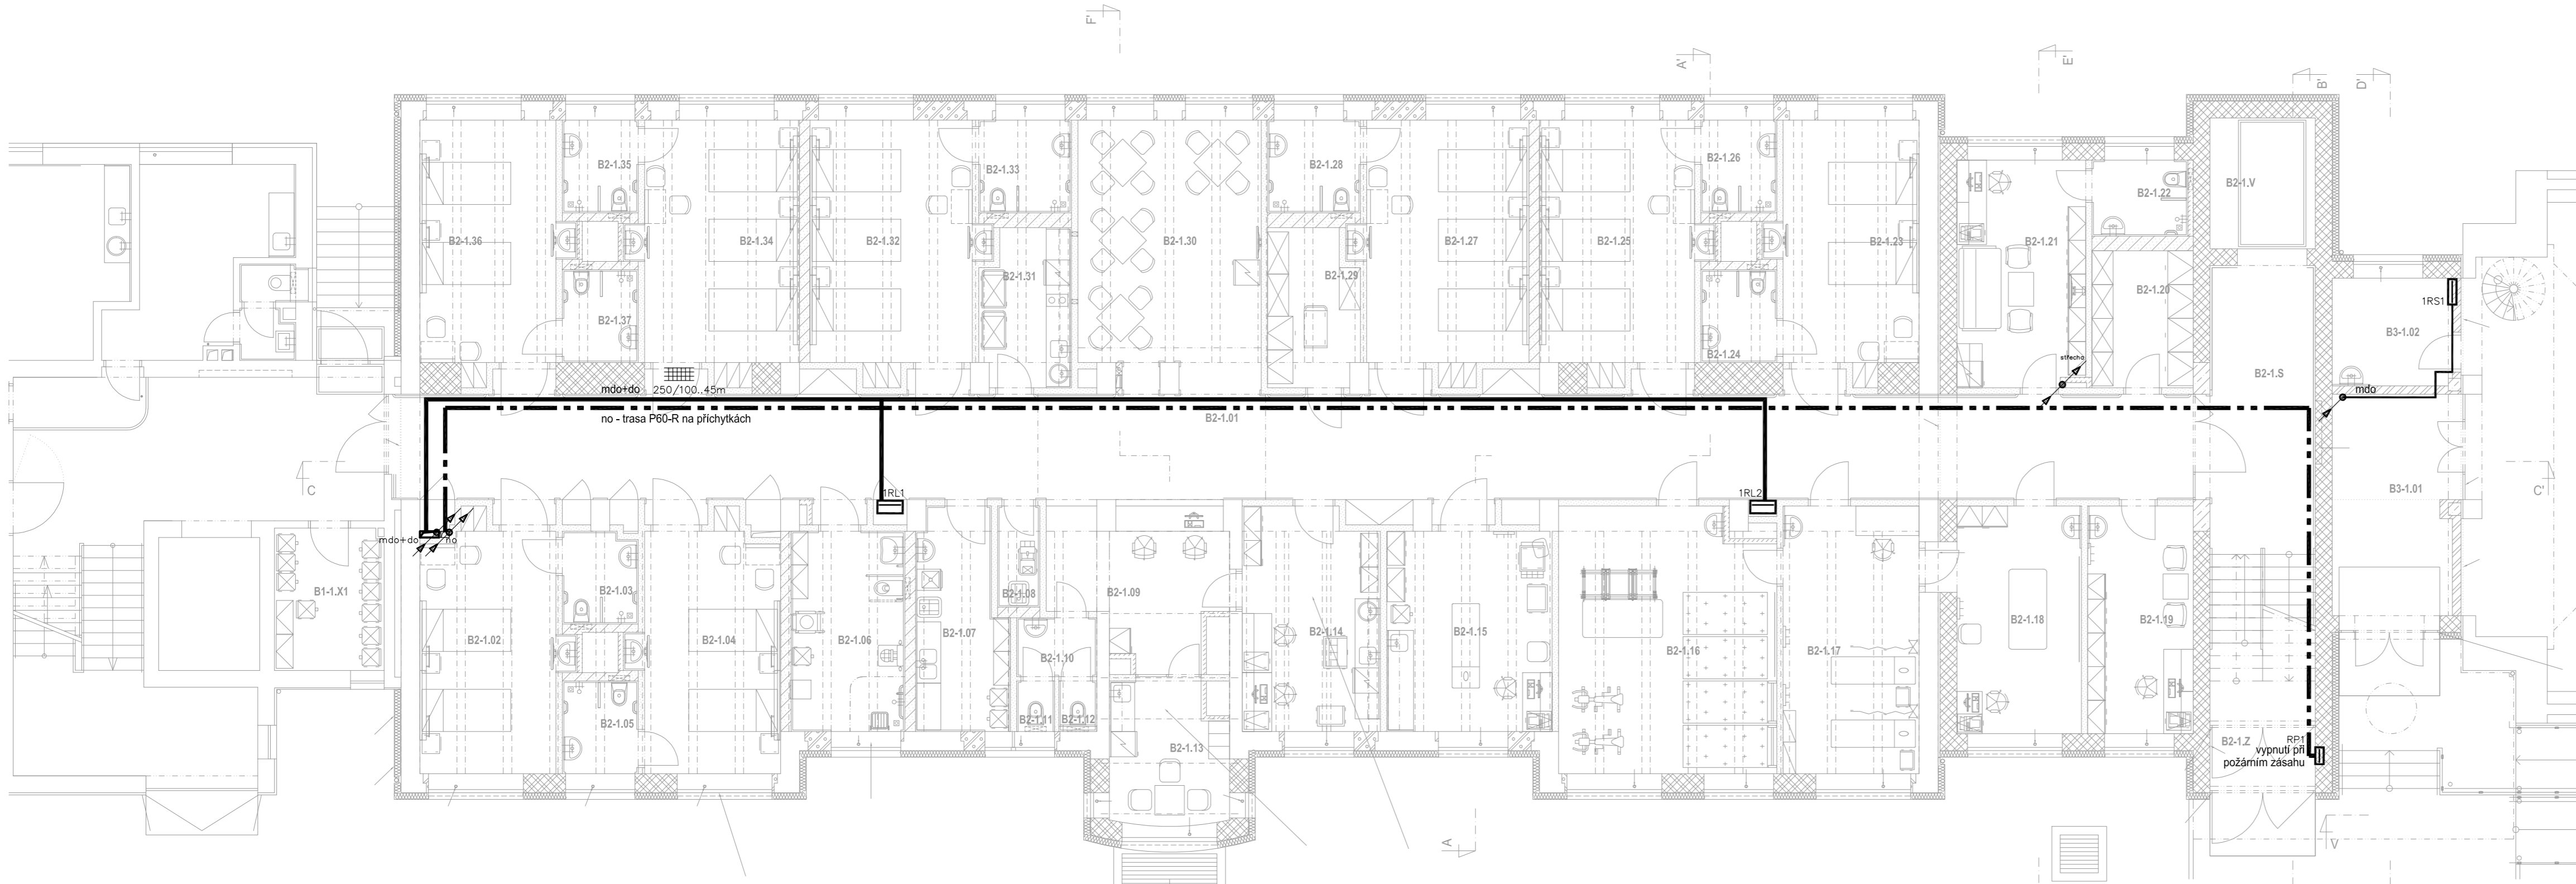 F'
A'
E'
B'
D'
B2-1.35
B2-1.33
B2-1.28
B2-1.26
B2-1.22
B2-1.V
B2-1.36
B2-1.34
B2-1.32
B2-1.30
B2-1.27
B2-1.25
B2-1.23
B2-1.21
B2-1.31
B2-1.29
B2-1.20
1RS1
B2-1.37
B2-1.24
B3-1.02
střecha
B2-1.S
mdo+do 250/100..45m
mdo
no - trasa P60-R na příchytkách
B2-1.01
C
1RL1
1RL2
B3-1.01
C'
mdo+do
no
B1-1.X1
B2-1.03
B2-1.08
B2-1.09
B2-1.02
B2-1.04
B2-1.06
B2-1.07
B2-1.14
B2-1.15
B2-1.16
B2-1.17
B2-1.18
B2-1.19
B2-1.10
B2-1.05
B2-1.11
B2-1.12
B2-1.13
B2-1.Z
RP1
vypnutí při
požárním zásahu
A
V